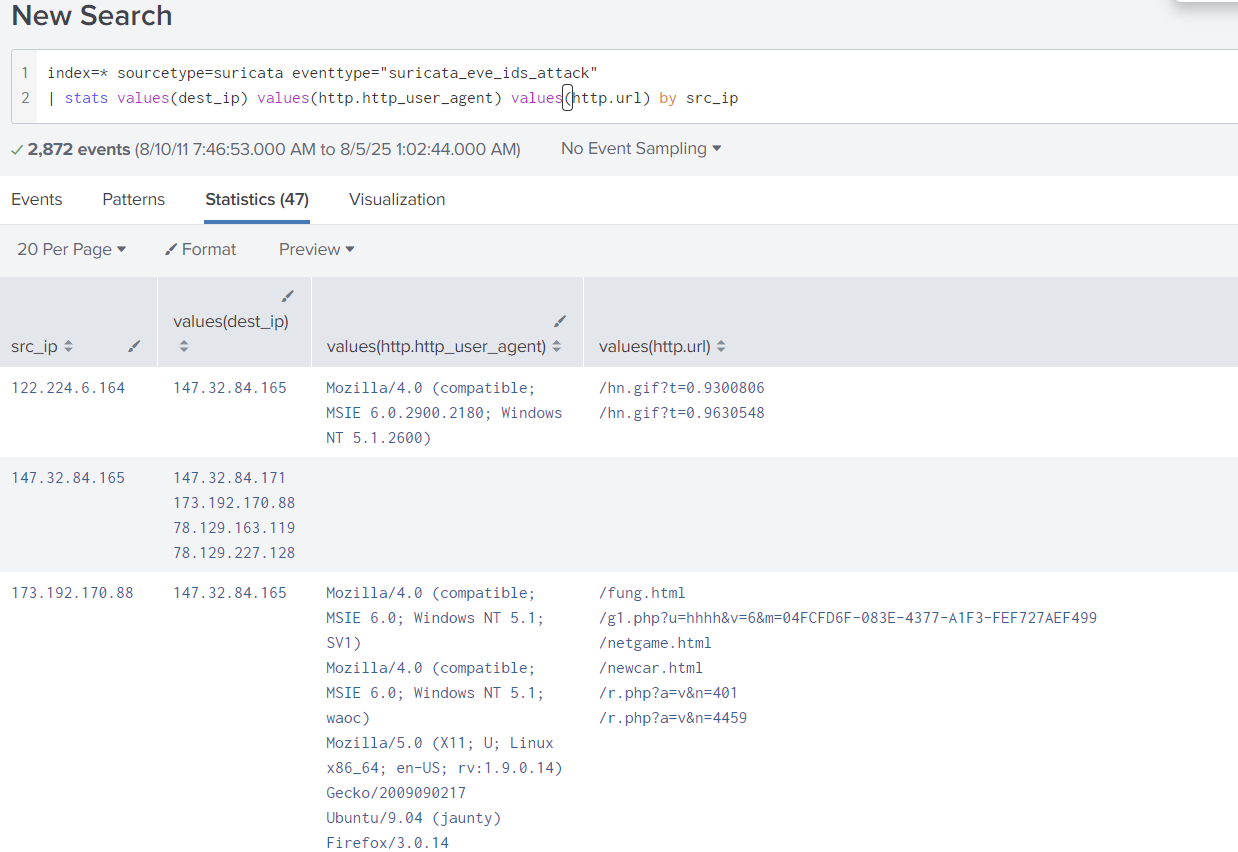 New Search
1 index=* sourcetype=suricata eventtype="suricata_eve_ids_attack"
2 | stats values(dest_ip) values(http.http_user_agent) values(http.url) by src_ip
2,872 events (8/10/11 7:46:53.000 AM to 8/5/25 1:02:44.000 AM) No Event Sampling
Events Patterns Statistics (47) Visualization
20 Per Page Format Preview
src_ip values(dest_ip) values(http.http_user_agent) values(http.url)
122.224.6.164 147.32.84.165 Mozilla/4.0 (compatible; /hn.gif?t=0.9300806
MSIE 6.0.2900.2180; Windows /hn.gif?t=0.9630548
NT 5.1.2600)
147.32.84.165 147.32.84.171
173.192.170.88
78.129.163.119
78.129.227.128
173.192.170.88 147.32.84.165 Mozilla/4.0 (compatible; /fung.html
MSIE 6.0; Windows NT 5.1; /g1.php?u=hhhh&v=6&m=04FCFD6F-083E-4377-A1F3-FEF727AEF499
SV1) /netgame.html
Mozilla/4.0 (compatible; /newcar.html
MSIE 6.0; Windows NT 5.1; /r.php?a=v&n=401
waoc) /r.php?a=v&n=4459
Mozilla/5.0 (X11; U; Linux
x86_64; en-US; rv:1.9.0.14)
Gecko/2009090217
Ubuntu/9.04 (jaunty)
Firefox/3.0.14